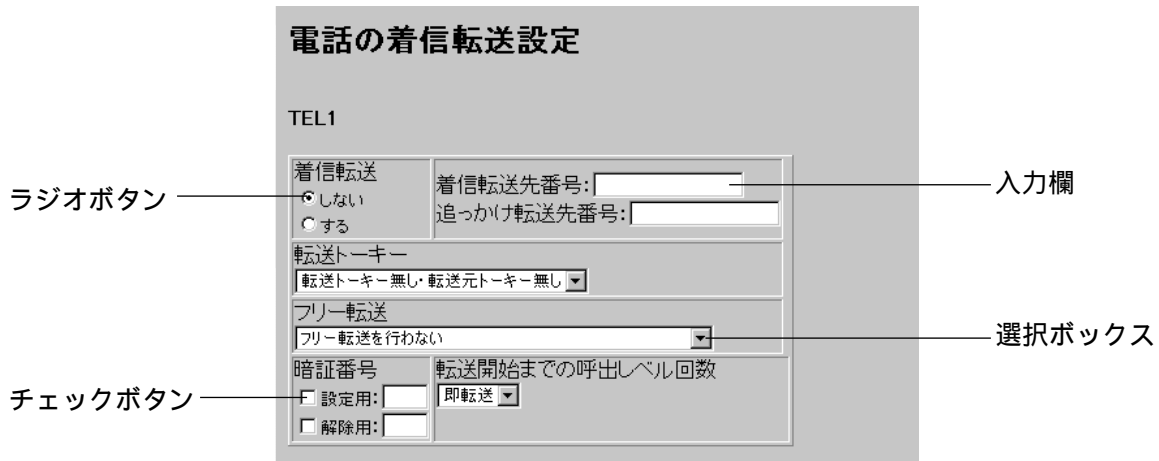 電話の着信転送設定
TEL1
着信転送
しない
する
着信転送先番号:
追っかけ転送先番号:
転送トーキー
転送トーキー無し・転送元トーキー無し
フリー転送
フリー転送を行わない
暗証番号
設定用:
解除用:
転送開始までの呼出しベル回数
即転送
ラジオボタン
チェックボタン
入力欄
選択ボックス